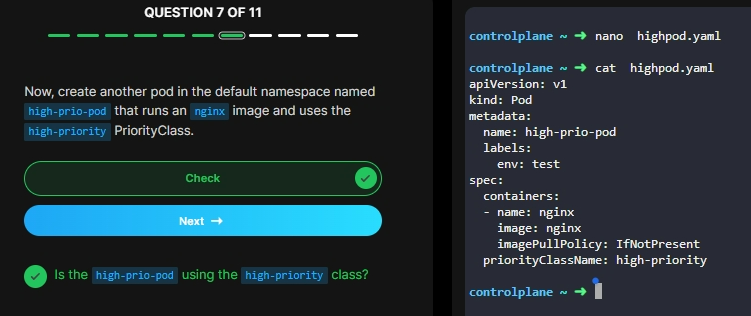 QUESTION 7 OF 11
Now, create another pod in the default namespace named
high-prio-pod that runs an nginx image and uses the
high-priority PriorityClass.
Check
Next →
Is the high-prio-pod using the high-priority class?
controlplane ~ ➜ nano highpod.yaml
controlplane ~ ➜ cat highpod.yaml
apiVersion: v1
kind: Pod
metadata:
  name: high-prio-pod
  labels:
    env: test
spec:
  containers:
  - name: nginx
    image: nginx
    imagePullPolicy: IfNotPresent
  priorityClassName: high-priority
controlplane ~ ➜